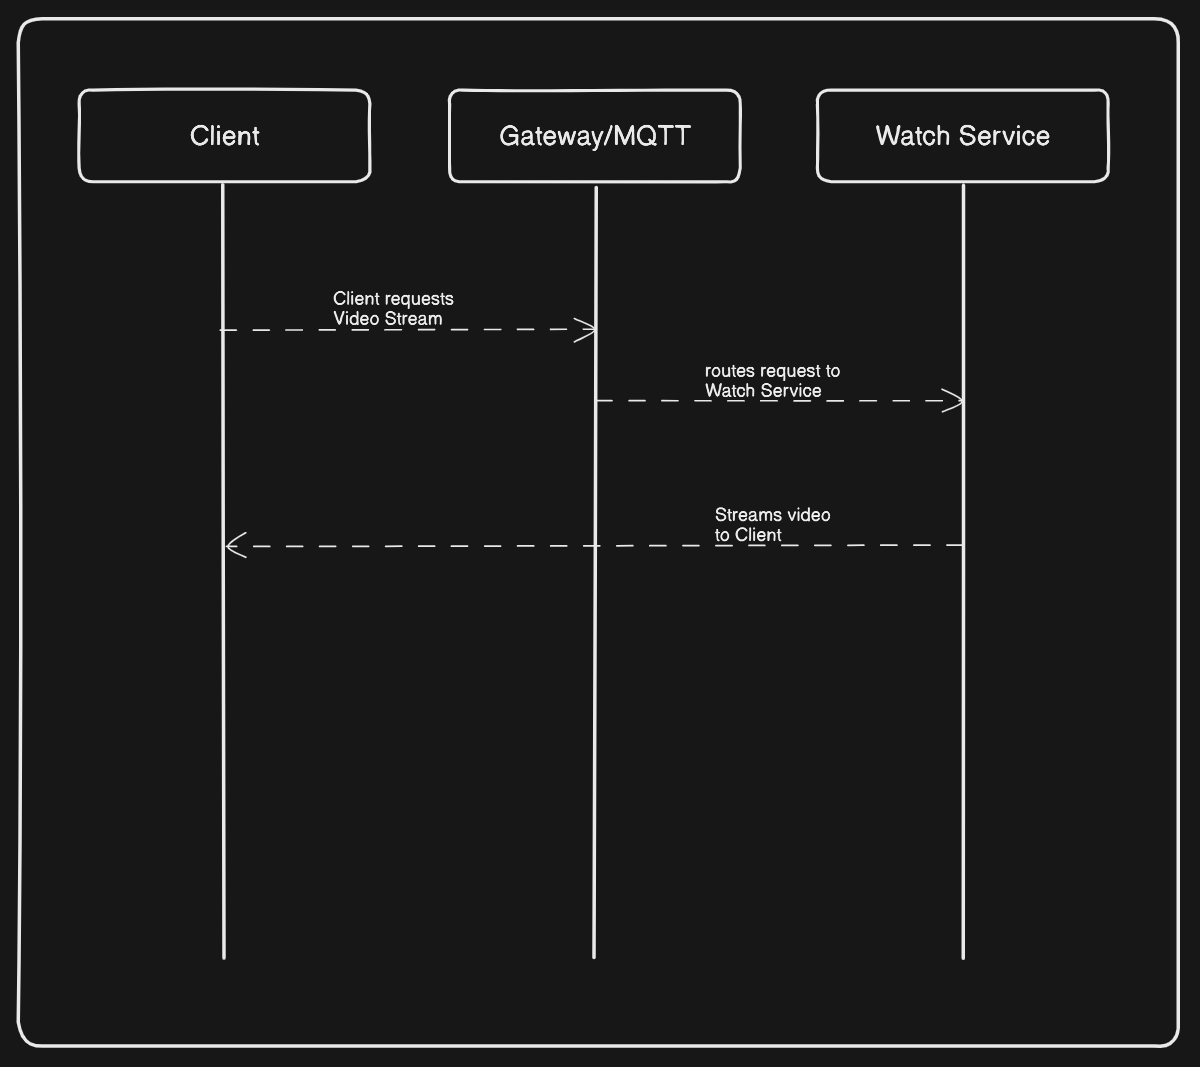 Client
Gateway/MQTT
Watch Service
Client requests
Video Stream
routes request to
Watch Service
Streams video
to Client